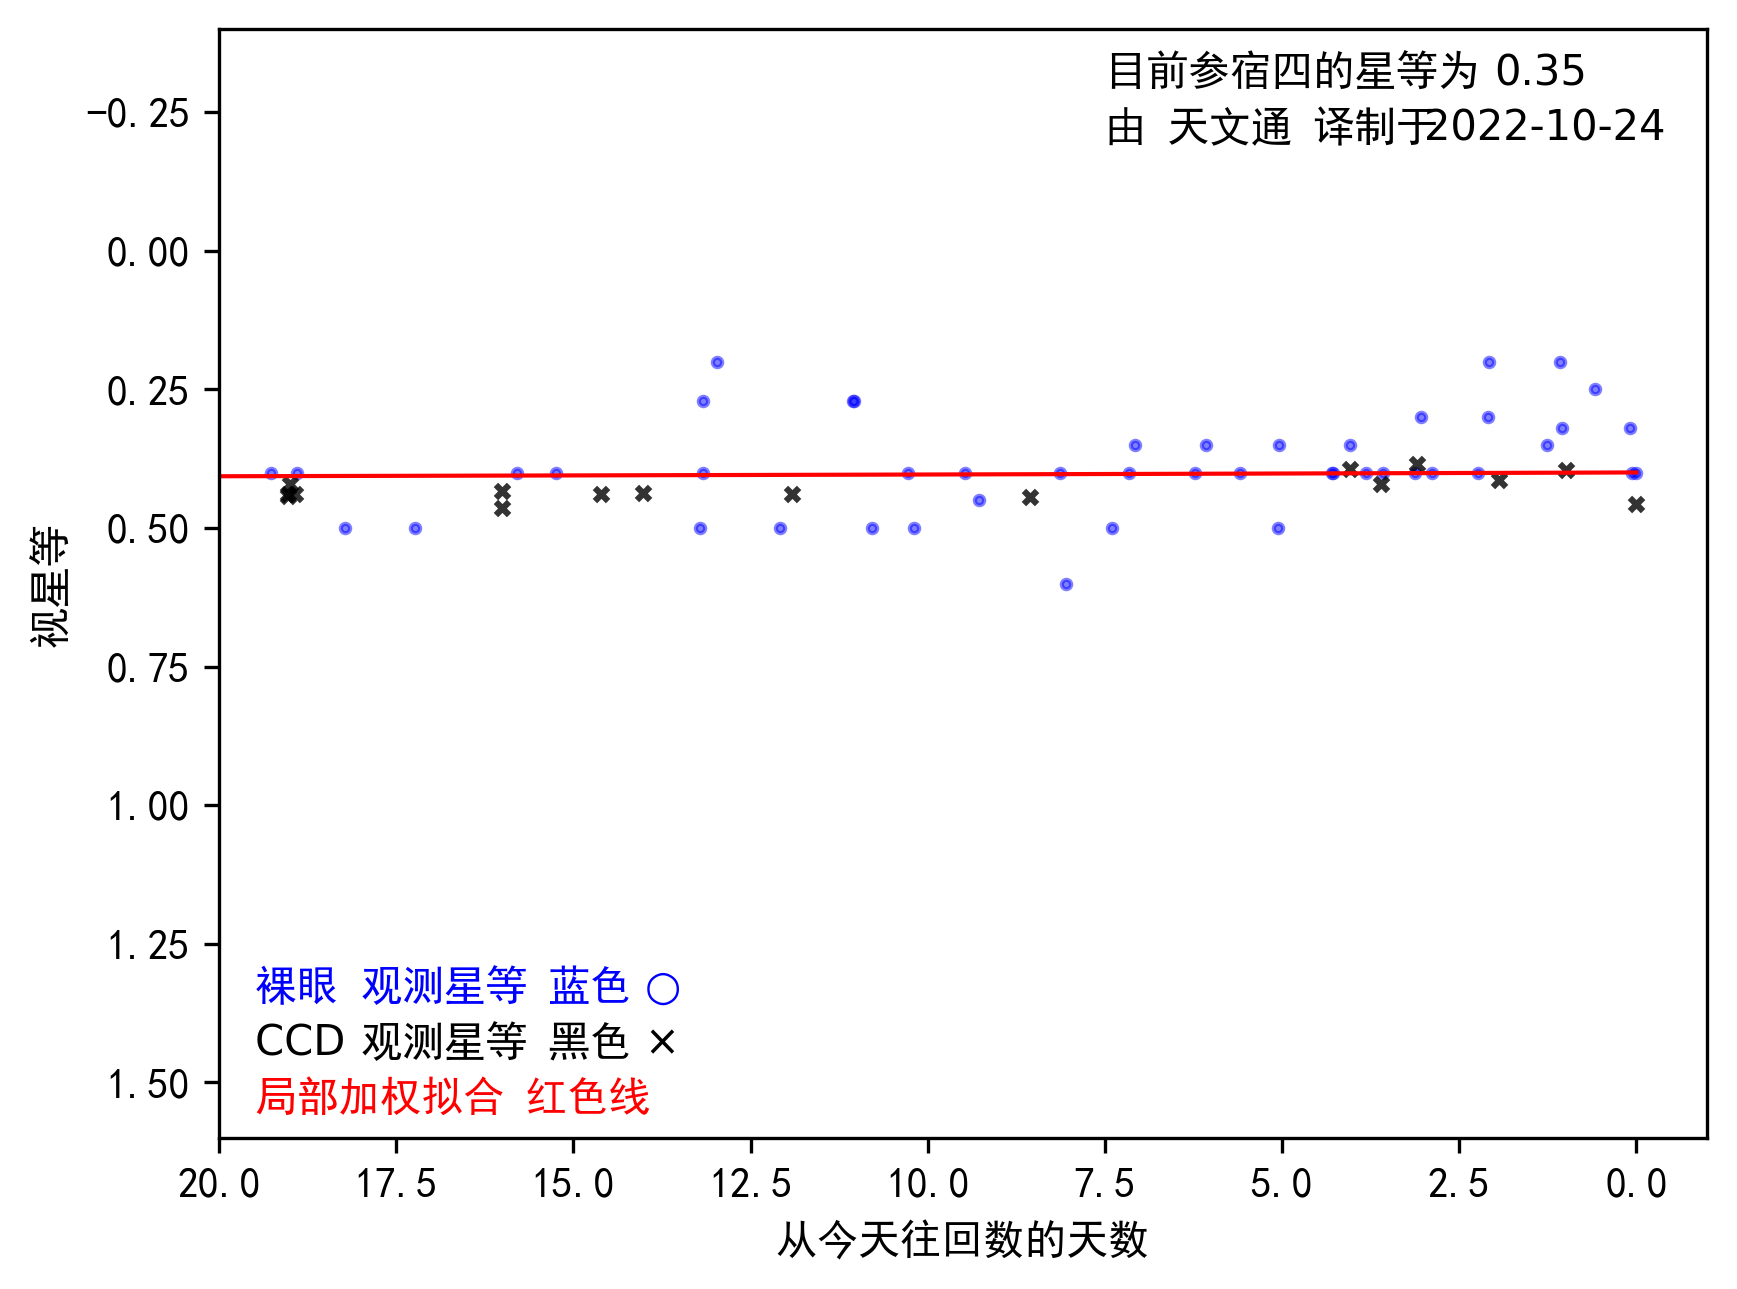 目前参宿四的星等为 0.35
由 天文通 译制于2022-10-24
−0.25
0.00
0.25
0.50
0.75
1.00
1.25
1.50
视星等
裸眼 观测星等 蓝色 ○
CCD 观测星等 黑色 ×
局部加权拟合 红色线
20.0 17.5 15.0 12.5 10.0 7.5 5.0 2.5 0.0
从今天往回数的天数